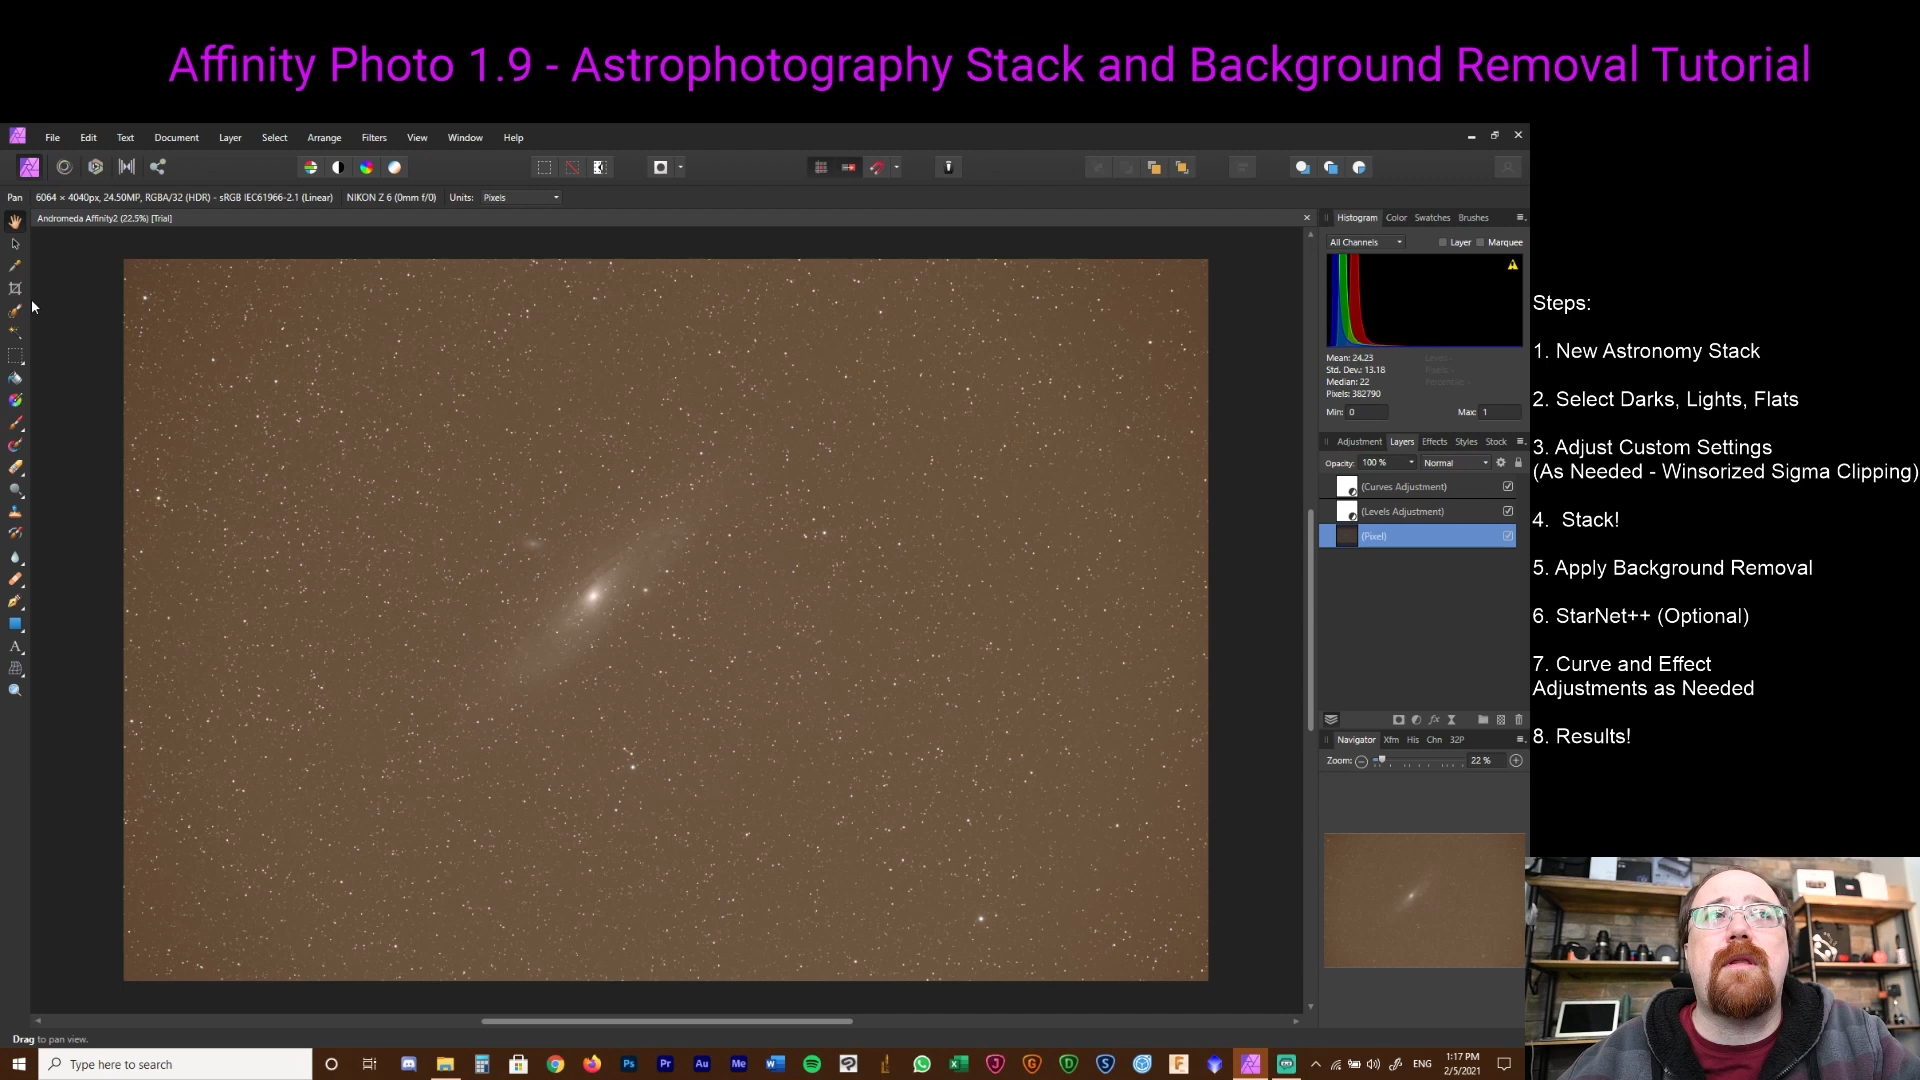 Affinity Photo 1.9 - Astrophotography Stack and Background Removal Tutorial
File Edit Text Document Layer Select Arrange Filters View Window Help
Pan 6064 × 4040px, 24.50MP, RGBA/32 (HDR) - sRGB IEC61966-2.1 (Linear) NIKON Z 6 (0mm f/0) Units: Pixels
Andromeda Affinity2 (22.5%) [Trial]
Histogram Color Swatches Brushes
All Channels Layer Marquee
Mean: 24.23
Std. Dev.: 13.18
Median: 22
Pixels: 382790
Min: 0 Max: 1
Adjustment Layers Effects Styles Stock
Opacity: 100 % Normal
(Curves Adjustment)
(Levels Adjustment)
(Pixel)
Navigator Xfm His Chn 32P
Zoom: 22 %
Steps:
1. New Astronomy Stack
2. Select Darks, Lights, Flats
3. Adjust Custom Settings
(As Needed - Winsorized Sigma Clipping)
4. Stack!
5. Apply Background Removal
6. StarNet++ (Optional)
7. Curve and Effect
Adjustments as Needed
8. Results!
Drag to pan view.
Type here to search
Ps Pr Au Me
ENG
1:17 PM
2/5/2021